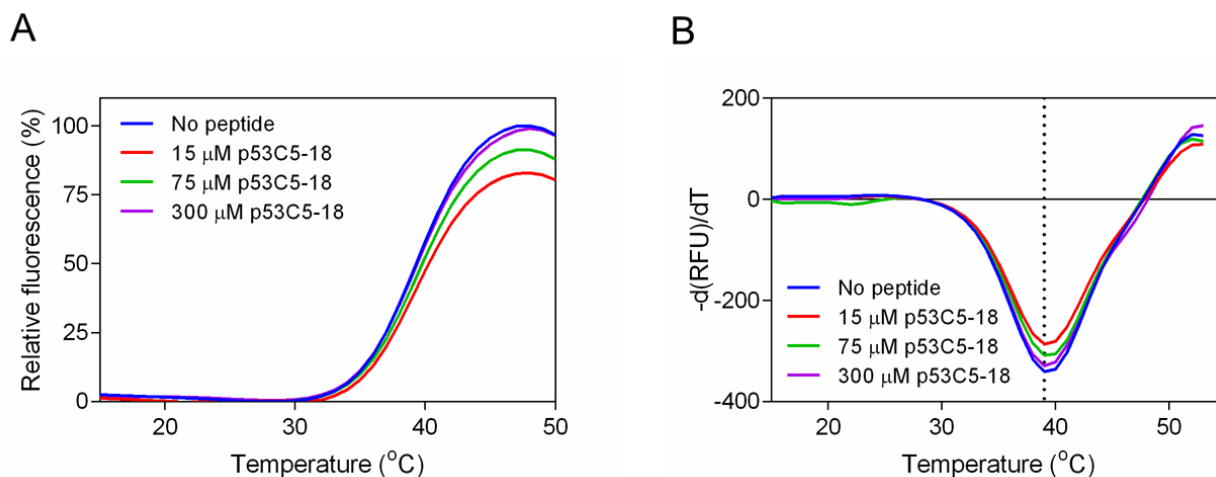 A
Relative fluorescence (%)
100
75
50
25
0
No peptide
15 μM p53C5-18
75 μM p53C5-18
300 μM p53C5-18
20
30
40
50
Temperature (°C)
B
-d(RFU)/dT
200
0
-200
-400
No peptide
15 μM p53C5-18
75 μM p53C5-18
300 μM p53C5-18
20
30
40
50
Temperature (°C)